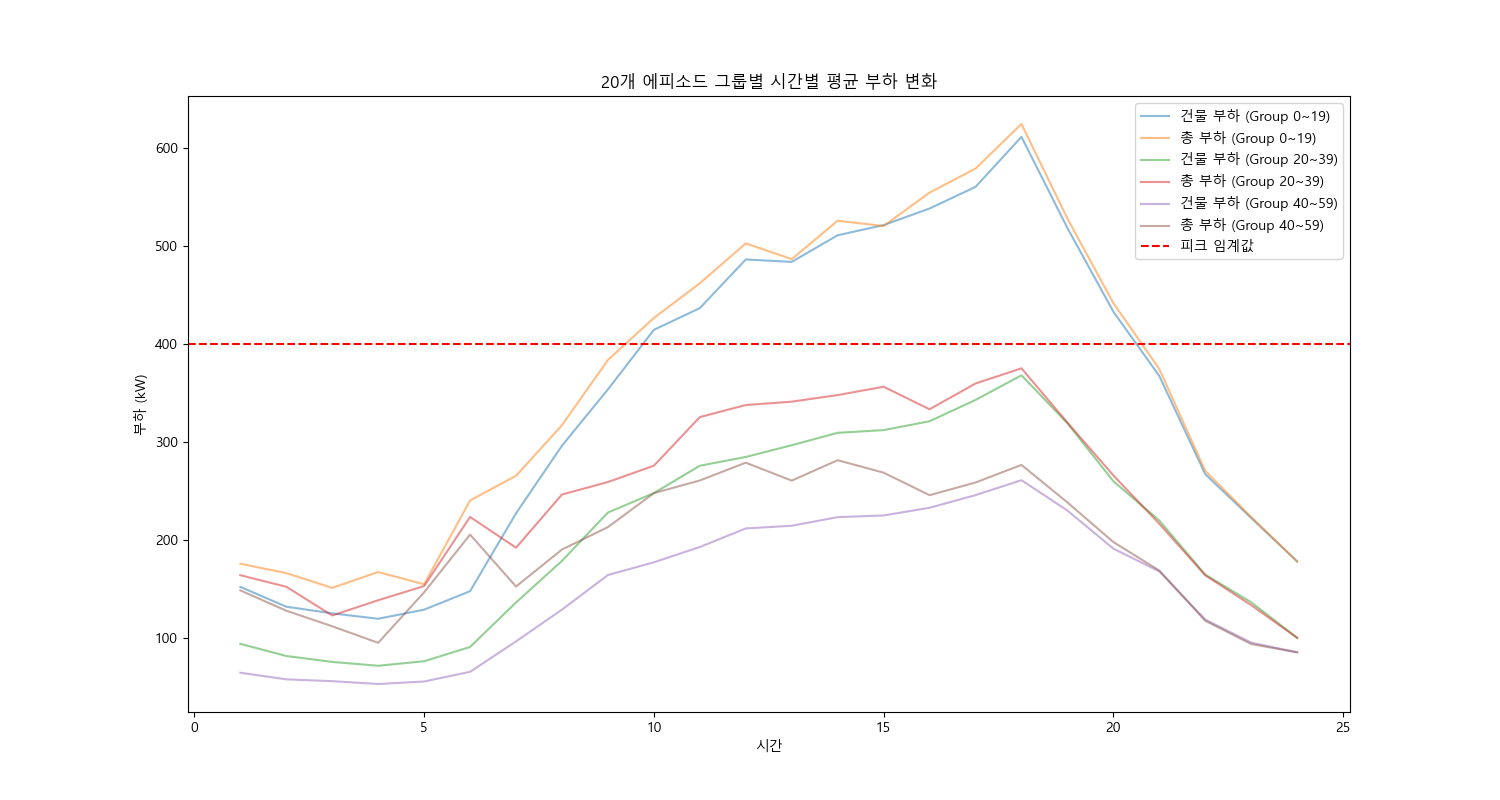 20개 에피소드 그룹별 시간별 평균 부하 변화
건물 부하 (Group 0~19)
총 부하 (Group 0~19)
건물 부하 (Group 20~39)
총 부하 (Group 20~39)
건물 부하 (Group 40~59)
총 부하 (Group 40~59)
피크 임계값
부하 (kW)
600
500
400
300
200
100
0 5 10 15 20 25
시간